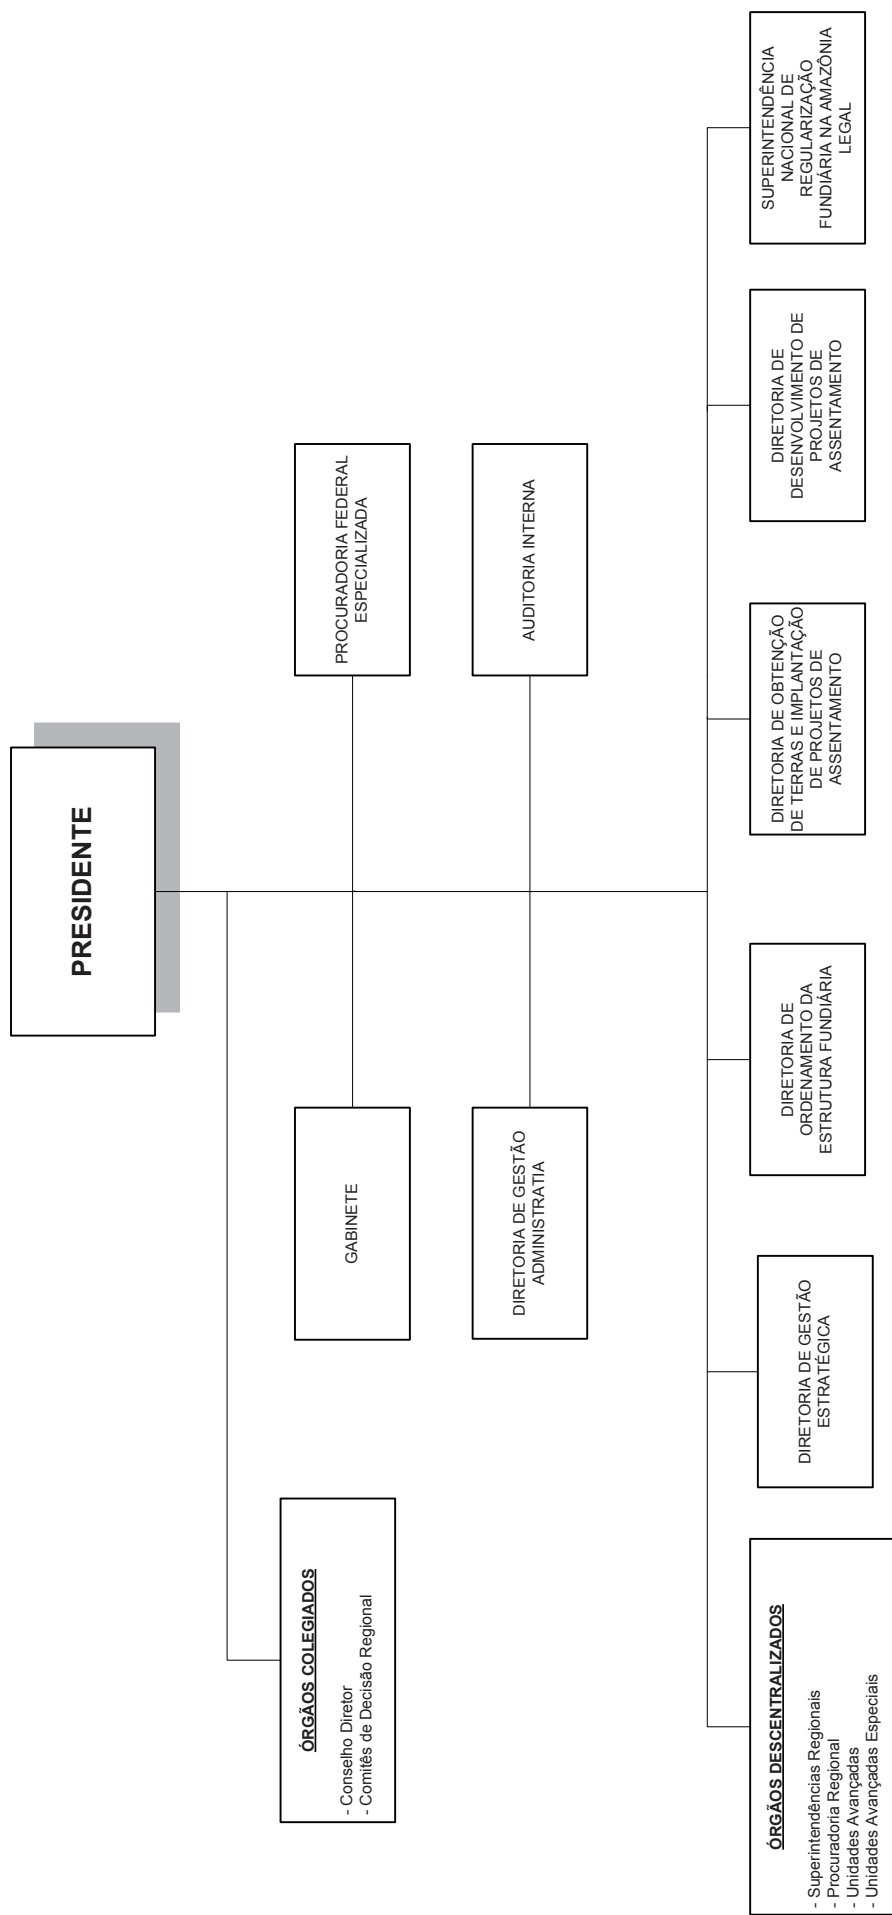 PRESIDENTE
ÓRGÃOS COLEGIADOS
- Conselho Diretor
- Comitês de Decisão Regional
GABINETE
PROCURADORIA FEDERAL
ESPECIALIZADA
DIRETORIA DE GESTÃO
ADMINISTRATIA
AUDITORIA INTERNA
ÓRGÃOS DESCENTRALIZADOS
- Superintendências Regionais
- Procuradoria Regional
- Unidades Avançadas
- Unidades Avançadas Especiais
DIRETORIA DE GESTÃO
ESTRATÉGICA
DIRETORIA DE
ORDENAMENTO DA
ESTRUTURA FUNDIÁRIA
DIRETORIA DE OBTENÇÃO
DE TERRAS E IMPLANTAÇÃO
DE PROJETOS DE
ASSENTAMENTO
DIRETORIA DE
DESENVOLVIMENTO DE
PROJETOS DE
ASSENTAMENTO
SUPERINTENDÊNCIA
NACIONAL DE
REGULARIZAÇÃO
FUNDIÁRIA NA AMAZÔNIA
LEGAL